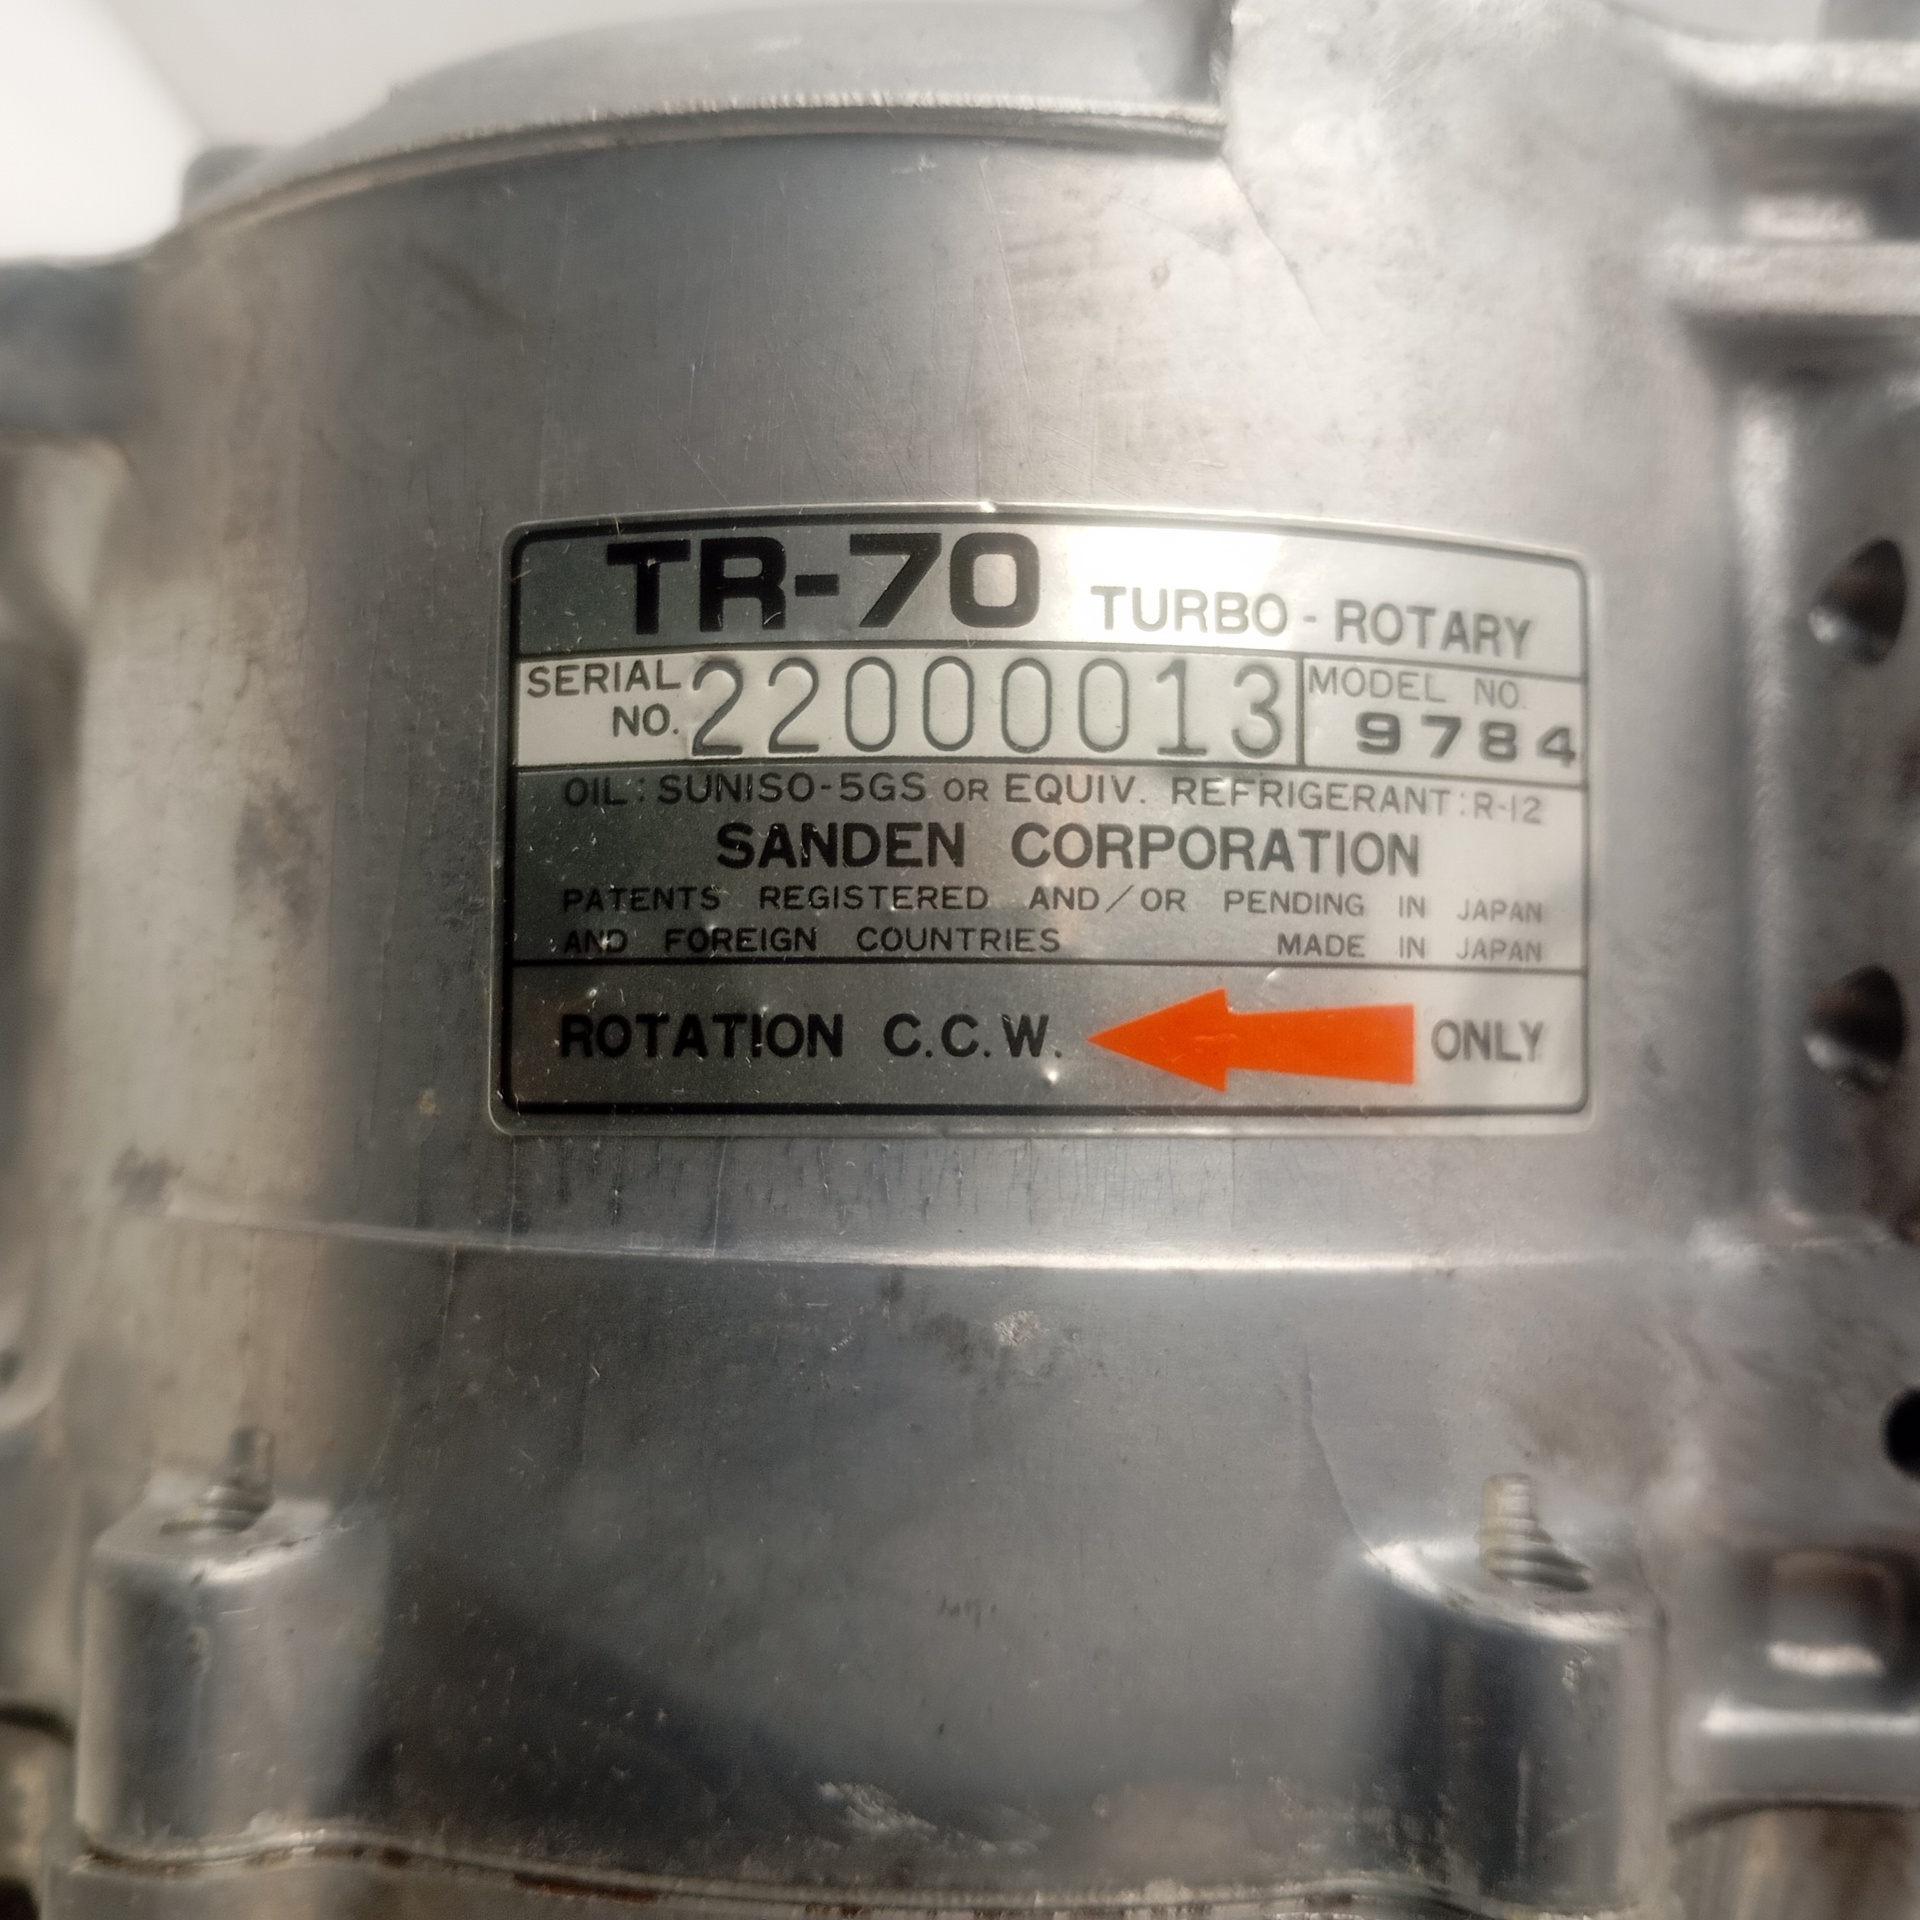 TR-70 TURBO-ROTARY
SERIAL NO. 22000013 MODEL NO. 9784
OIL: SUNISO-5GS OR EQUIV. REFRIGERANT: R-12
SANDEN CORPORATION
PATENTS REGISTERED AND/OR PENDING IN JAPAN
AND FOREIGN COUNTRIES MADE IN JAPAN
ROTATION C.C.W. ONLY